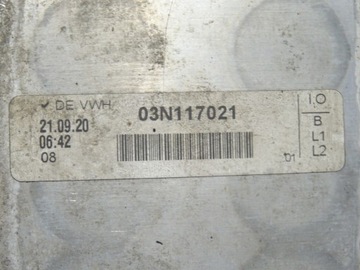 DE. VWH
03N117021
I.O
21.09.20
B
06:42
L1
08
D1
L2